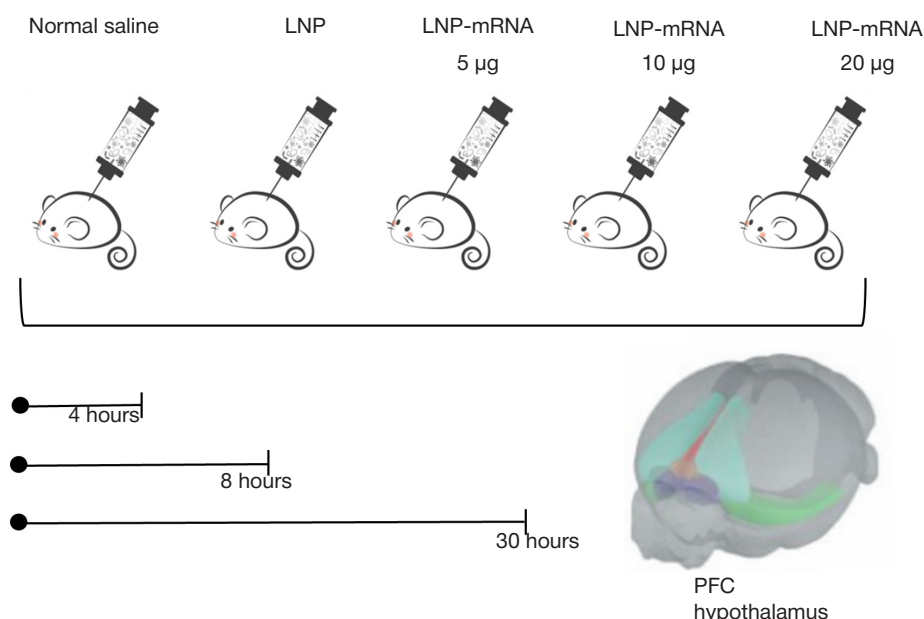 Normal saline
LNP
LNP-mRNA
5 µg
LNP-mRNA
10 µg
LNP-mRNA
20 µg
4 hours
8 hours
30 hours
PFC
hypothalamus